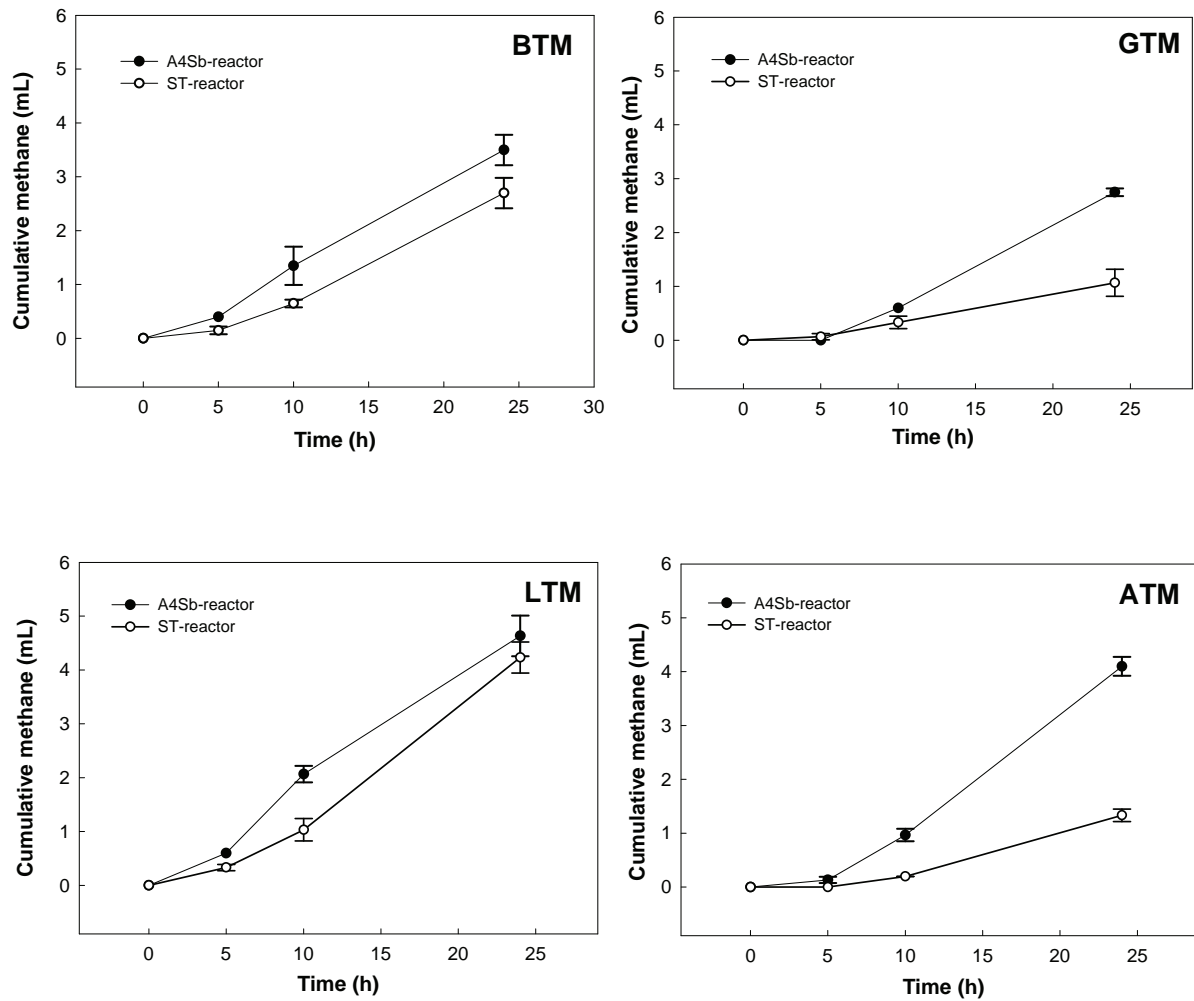 BTM
A4Sb-reactor
ST-reactor
Cumulative methane (mL)
6
5
4
3
2
1
0
0 5 10 15 20 25 30
Time (h)
GTM
A4Sb-reactor
ST-reactor
Cumulative methane (mL)
6
5
4
3
2
1
0
0 5 10 15 20 25
Time (h)
LTM
A4Sb-reactor
ST-reactor
Cumulative methane (mL)
6
5
4
3
2
1
0
0 5 10 15 20 25
Time (h)
ATM
A4Sb-reactor
ST-reactor
Cumulative methane (mL)
6
5
4
3
2
1
0
0 5 10 15 20 25
Time (h)